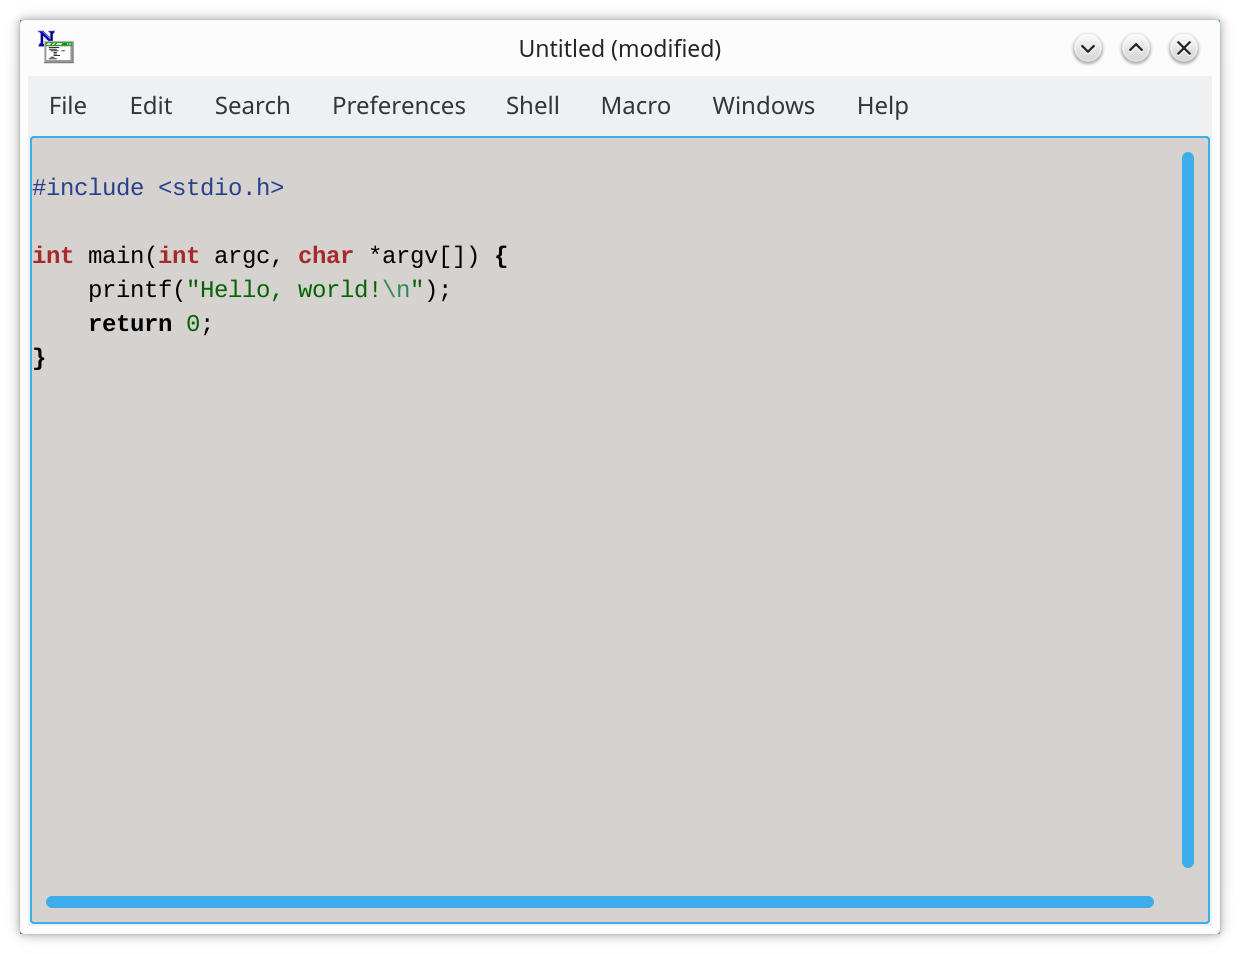 N
Untitled (modified)
File Edit Search Preferences Shell Macro Windows Help
#include <stdio.h>
int main(int argc, char *argv[]) {
    printf("Hello, world!\n");
    return 0;
}